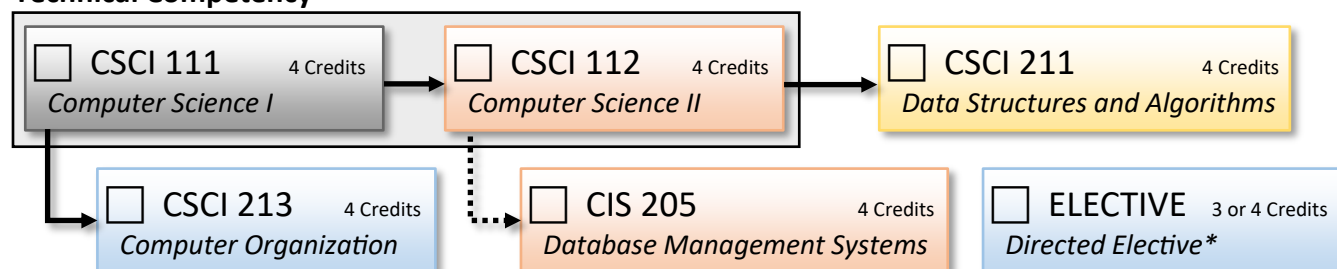 Technical Competency
CSCI 111 4 Credits
Computer Science I
CSCI 112 4 Credits
Computer Science II
CSCI 211 4 Credits
Data Structures and Algorithms
CSCI 213 4 Credits
Computer Organization
CIS 205 4 Credits
Database Management Systems
ELECTIVE 3 or 4 Credits
Directed Elective*